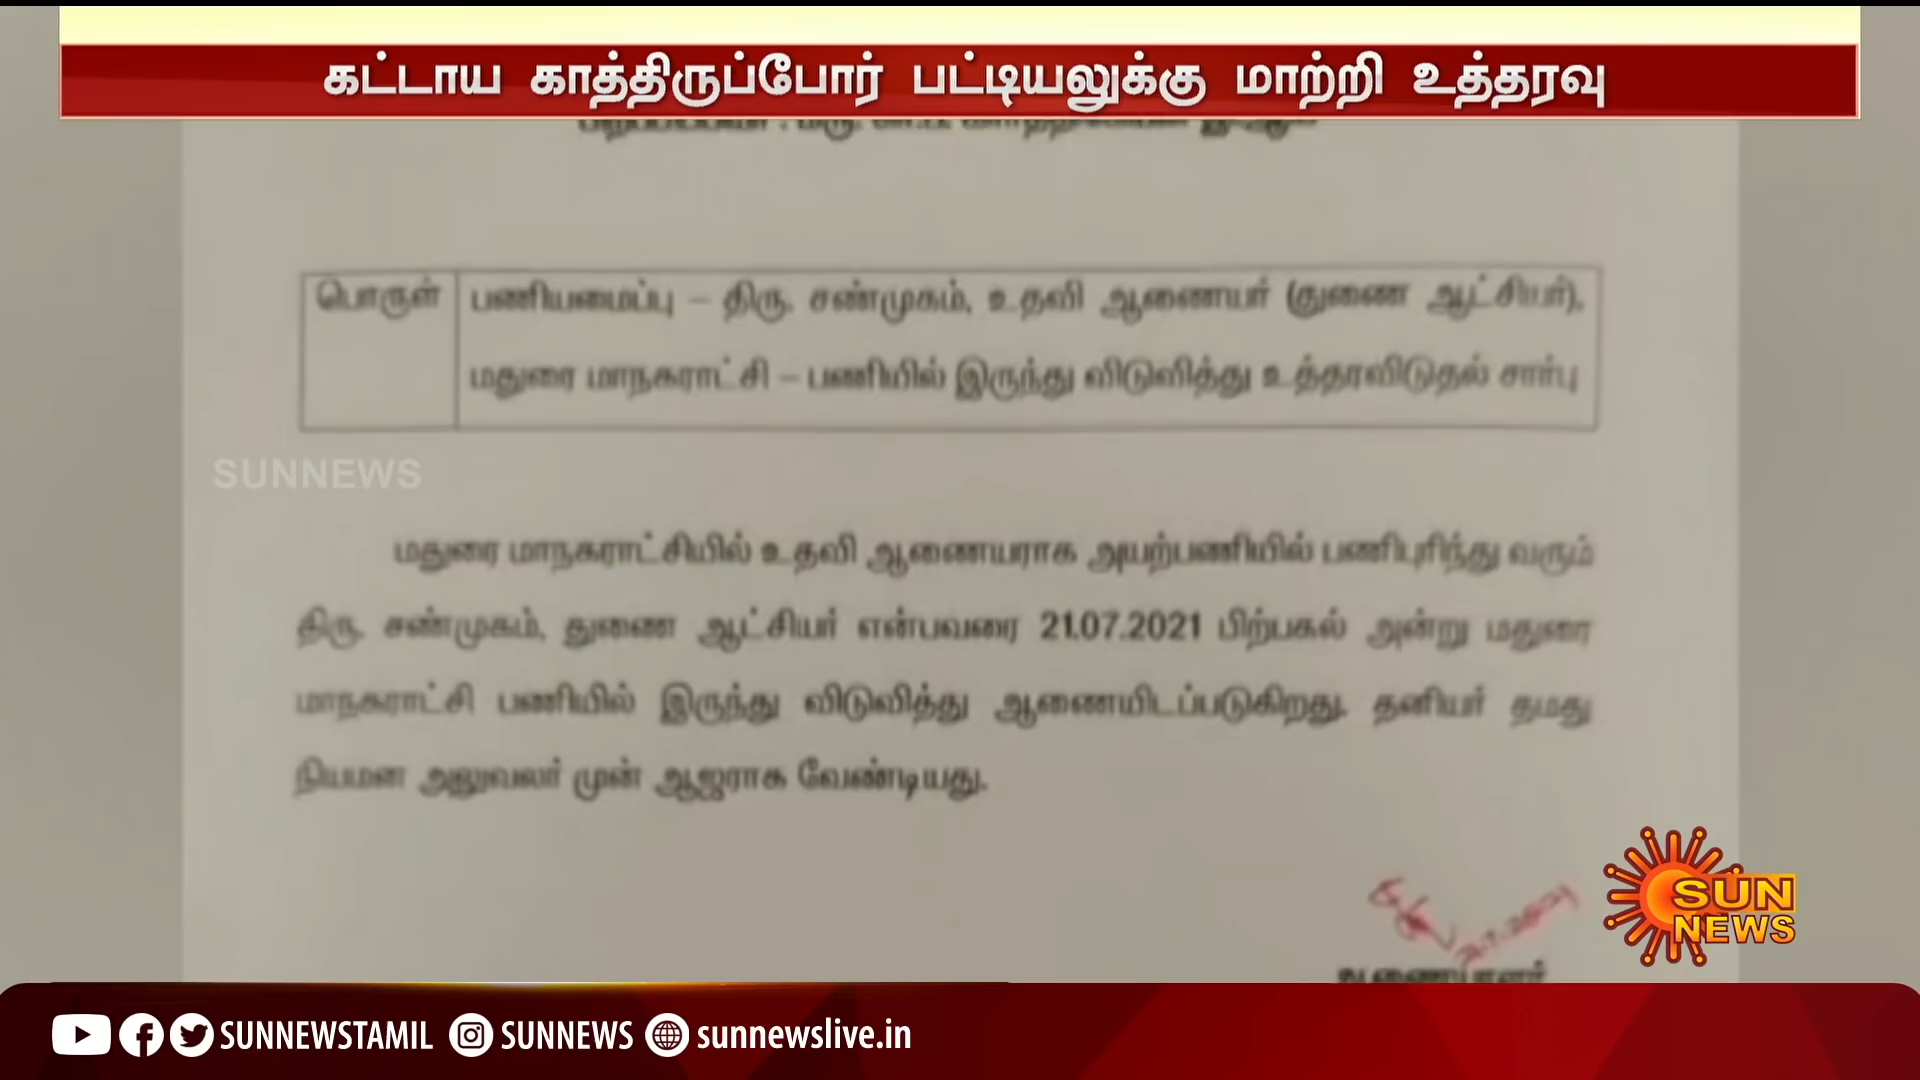 கட்டாய காத்திருப்போர் பட்டியலுக்கு மாற்றி உத்தரவு
பொருள்
பணியமைப்பு – திரு. சண்முகம், உதவி ஆணையர் (துணை ஆட்சியர்),
மதுரை மாநகராட்சி – பணியில் இருந்து விடுவித்து உத்தரவிடுதல் சார்பு
SUNNEWS
மதுரை மாநகராட்சியில் உதவி ஆணையராக அயற்பணியில் பணிபுரிந்து வரும்
திரு. சண்முகம், துணை ஆட்சியர் என்பவரை 21.07.2021 பிற்பகல் அன்று மதுரை
மாநகராட்சி பணியில் இருந்து விடுவித்து ஆணையிடப்படுகிறது. தனியர் தமது
நியமன அலுவலர் முன் ஆஜராக வேண்டியது.
SUN
NEWS
SUNNEWSTAMIL SUNNEWS sunnewslive.in